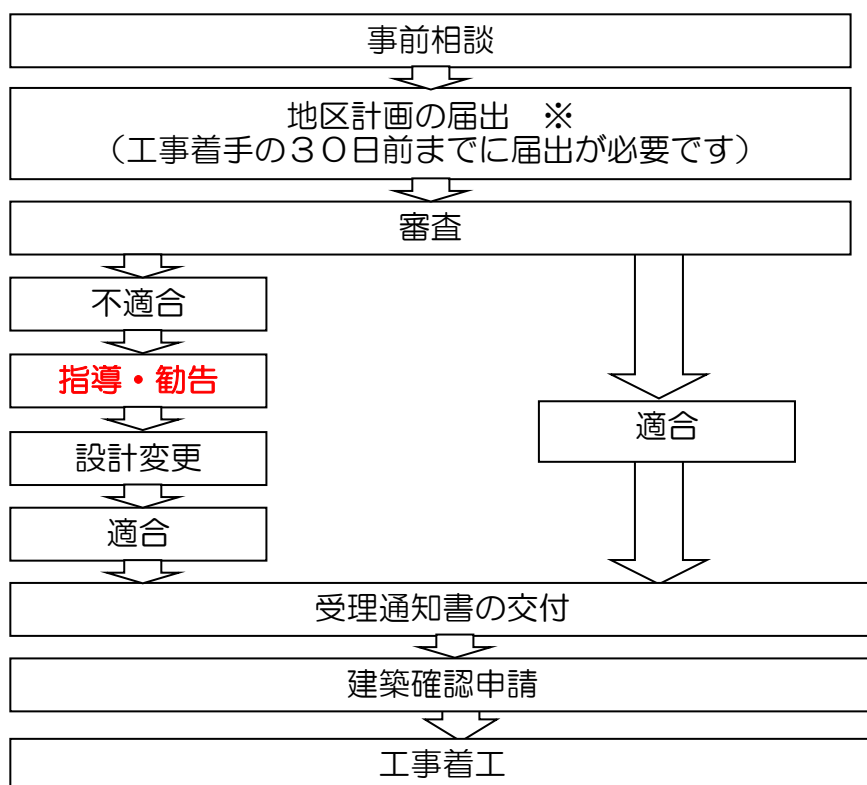 事前相談
地区計画の届出　※
（工事着手の３０日前までに届出が必要です）
審査
不適合
指導・勧告
設計変更
適合
適合
受理通知書の交付
建築確認申請
工事着工